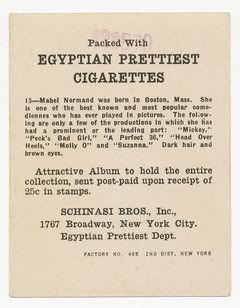 Packed With
EGYPTIAN PRETTIEST
CIGARETTES
15—Mabel Normand was born in Boston, Mass. She
is one of the best known and most popular come-
diennes who has ever played in pictures. The follow-
ing are only a few of the productions in which she has
had a prominent or the leading part: "Mickey,"
"Peck's Bad Girl," "A Perfect 36," "Head Over
Heels," "Molly O" and "Suzanna." Dark hair and
brown eyes.
Attractive Album to hold the entire
collection, sent post-paid upon receipt of
25c in stamps.
SCHINASI BROS., Inc.,
1767 Broadway, New York City.
Egyptian Prettiest Dept.
FACTORY NO. 485 2ND DIST. NEW YORK